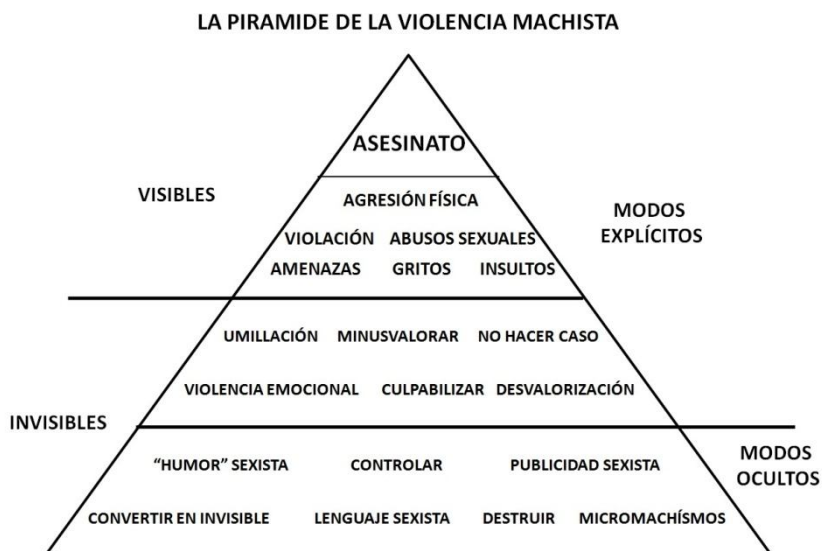 LA PIRAMIDE DE LA VIOLENCIA MACHISTA
ASESINATO
VISIBLES
AGRESIÓN FÍSICA
MODOS
EXPLÍCITOS
VIOLACIÓN ABUSOS SEXUALES
AMENAZAS GRITOS INSULTOS
UMILLACIÓN MINUSVALORAR NO HACER CASO
VIOLENCIA EMOCIONAL CULPABILIZAR DESVALORIZACIÓN
INVISIBLES
MODOS
OCULTOS
“HUMOR” SEXISTA CONTROLAR PUBLICIDAD SEXISTA
CONVERTIR EN INVISIBLE LENGUAJE SEXISTA DESTRUIR MICROMACHÍSMOS